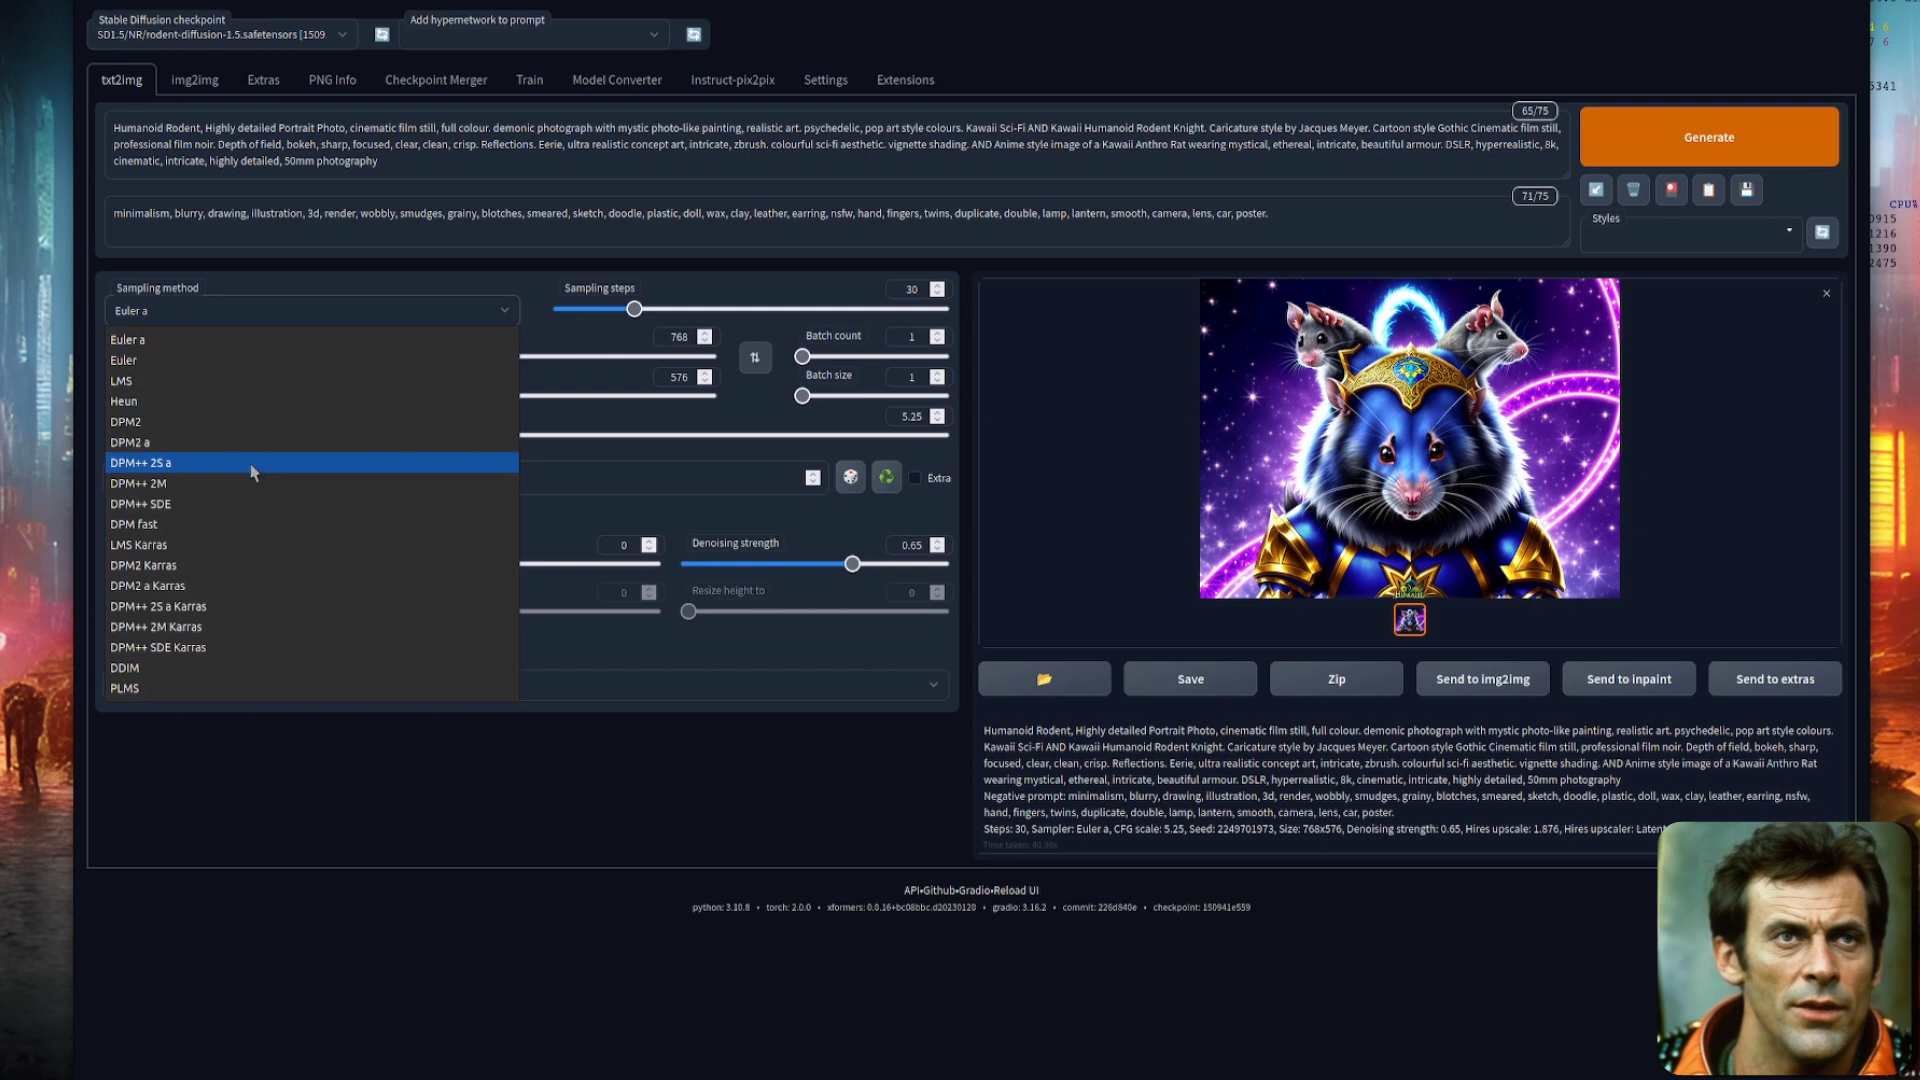 Stable Diffusion checkpoint
SD1.5/NR/rodent-diffusion-1.5.safetensors [1509
Add hypernetwork to prompt
txt2img
img2img
Extras
PNG Info
Checkpoint Merger
Train
Model Converter
Instruct-pix2pix
Settings
Extensions
65/75
Humanoid Rodent, Highly detailed Portrait Photo, cinematic film still, full colour. demonic photograph with mystic photo-like painting, realistic art. psychedelic, pop art style colours. Kawaii Sci-Fi AND Kawaii Humanoid Rodent Knight. Caricature style by Jacques Meyer. Cartoon style Gothic Cinematic film still,
professional film noir. Depth of field, bokeh, sharp, focused, clear, clean, crisp. Reflections. Eerie, ultra realistic concept art, intricate, zbrush. colourful sci-fi aesthetic. vignette shading. AND Anime style image of a Kawaii Anthro Rat wearing mystical, ethereal, intricate, beautiful armour. DSLR, hyperrealistic, 8k,
cinematic, intricate, highly detailed, 50mm photography
Generate
71/75
minimalism, blurry, drawing, illustration, 3d, render, wobbly, smudges, grainy, blotches, smeared, sketch, doodle, plastic, doll, wax, clay, leather, earring, nsfw, hand, fingers, twins, duplicate, double, lamp, lantern, smooth, camera, lens, car, poster.
Styles
Sampling method
Euler a
Sampling steps
30
Euler a
Euler
LMS
Heun
DPM2
DPM2 a
DPM++ 2S a
DPM++ 2M
DPM++ SDE
DPM fast
LMS Karras
DPM2 Karras
DPM2 a Karras
DPM++ 2S a Karras
DPM++ 2M Karras
DPM++ SDE Karras
DDIM
PLMS
768
576
Batch count
1
Batch size
1
5.25
Extra
0
Denoising strength
0.65
0
Resize height to
0
Save
Zip
Send to img2img
Send to inpaint
Send to extras
Humanoid Rodent, Highly detailed Portrait Photo, cinematic film still, full colour. demonic photograph with mystic photo-like painting, realistic art. psychedelic, pop art style colours.
Kawaii Sci-Fi AND Kawaii Humanoid Rodent Knight. Caricature style by Jacques Meyer. Cartoon style Gothic Cinematic film still, professional film noir. Depth of field, bokeh, sharp,
focused, clear, clean, crisp. Reflections. Eerie, ultra realistic concept art, intricate, zbrush. colourful sci-fi aesthetic. vignette shading. AND Anime style image of a Kawaii Anthro Rat
wearing mystical, ethereal, intricate, beautiful armour. DSLR, hyperrealistic, 8k, cinematic, intricate, highly detailed, 50mm photography
Negative prompt: minimalism, blurry, drawing, illustration, 3d, render, wobbly, smudges, grainy, blotches, smeared, sketch, doodle, plastic, doll, wax, clay, leather, earring, nsfw,
hand, fingers, twins, duplicate, double, lamp, lantern, smooth, camera, lens, car, poster.
Steps: 30, Sampler: Euler a, CFG scale: 5.25, Seed: 2249701973, Size: 768x576, Denoising strength: 0.65, Hires upscale: 1.876, Hires upscaler: Latent
Time taken: 40.98s
API•Github•Gradio•Reload UI
python: 3.10.8 • torch: 2.0.0 • xformers: 0.0.16+bc08bbc.d20230120 • gradio: 3.16.2 • commit: 226d840e • checkpoint: 150941e559
5341
CPU%
0915
1216
1390
2475